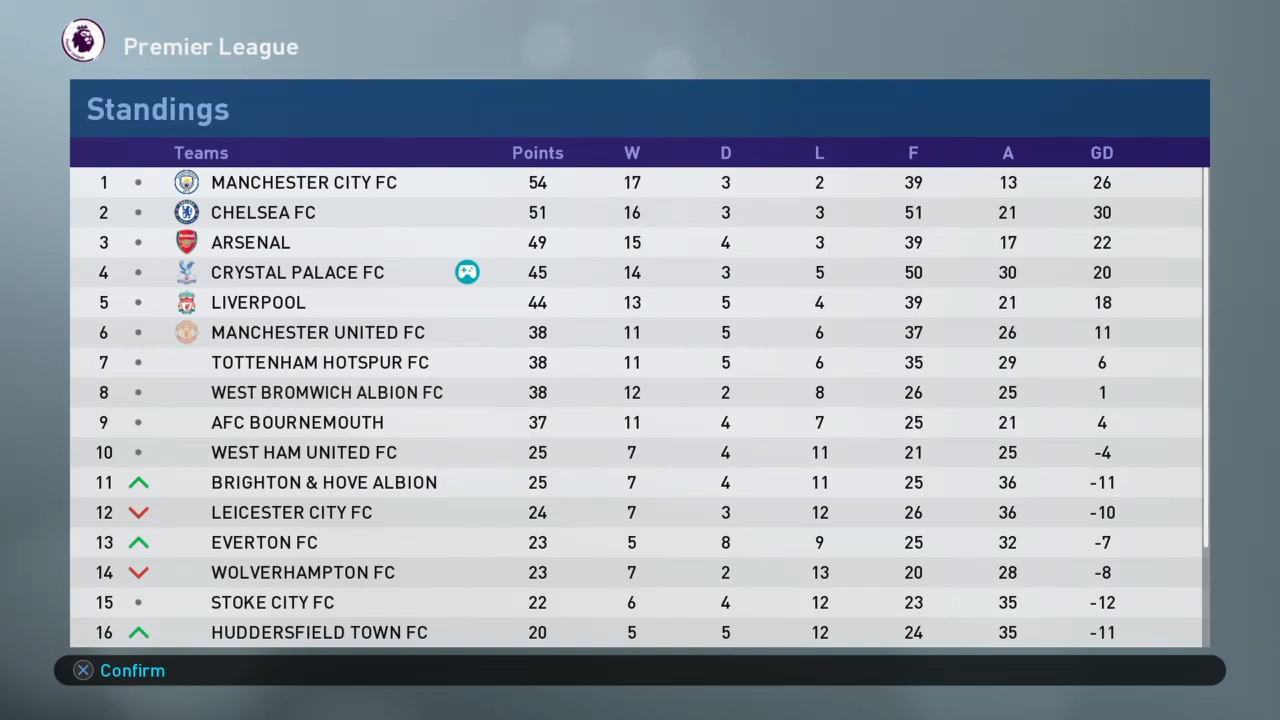 Premier League
Standings
Teams Points W D L F A GD
1 MANCHESTER CITY FC 54 17 3 2 39 13 26
2 CHELSEA FC 51 16 3 3 51 21 30
3 ARSENAL 49 15 4 3 39 17 22
4 CRYSTAL PALACE FC 45 14 3 5 50 30 20
5 LIVERPOOL 44 13 5 4 39 21 18
6 MANCHESTER UNITED FC 38 11 5 6 37 26 11
7 TOTTENHAM HOTSPUR FC 38 11 5 6 35 29 6
8 WEST BROMWICH ALBION FC 38 12 2 8 26 25 1
9 AFC BOURNEMOUTH 37 11 4 7 25 21 4
10 WEST HAM UNITED FC 25 7 4 11 21 25 -4
11 BRIGHTON & HOVE ALBION 25 7 4 11 25 36 -11
12 LEICESTER CITY FC 24 7 3 12 26 36 -10
13 EVERTON FC 23 5 8 9 25 32 -7
14 WOLVERHAMPTON FC 23 7 2 13 20 28 -8
15 STOKE CITY FC 22 6 4 12 23 35 -12
16 HUDDERSFIELD TOWN FC 20 5 5 12 24 35 -11
Confirm